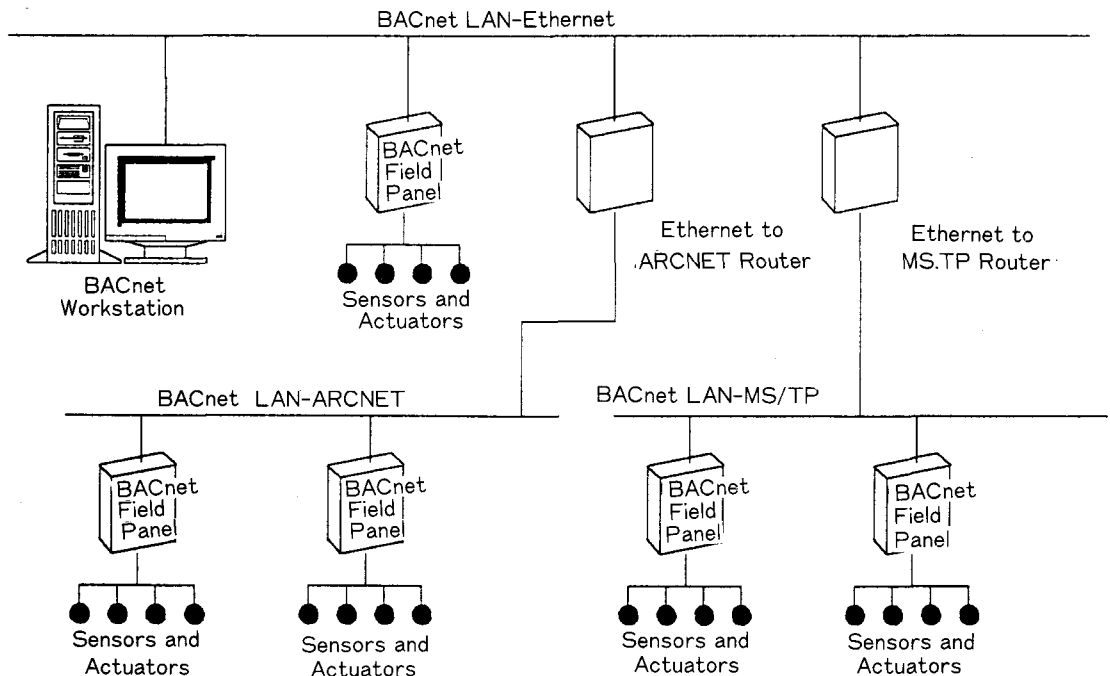 BACnet LAN-Ethernet
BACnet
Field
Panel
Ethernet to
ARCNET Router
Ethernet to
MS.TP Router
BACnet
Workstation
Sensors and
Actuators
BACnet LAN-ARCNET
BACnet LAN-MS/TP
BACnet
Field
Panel
BACnet
Field
Panel
BACnet
Field
Panel
BACnet
Field
Panel
Sensors and
Actuators
Sensors and
Actuators
Sensors and
Actuators
Sensors and
Actuators